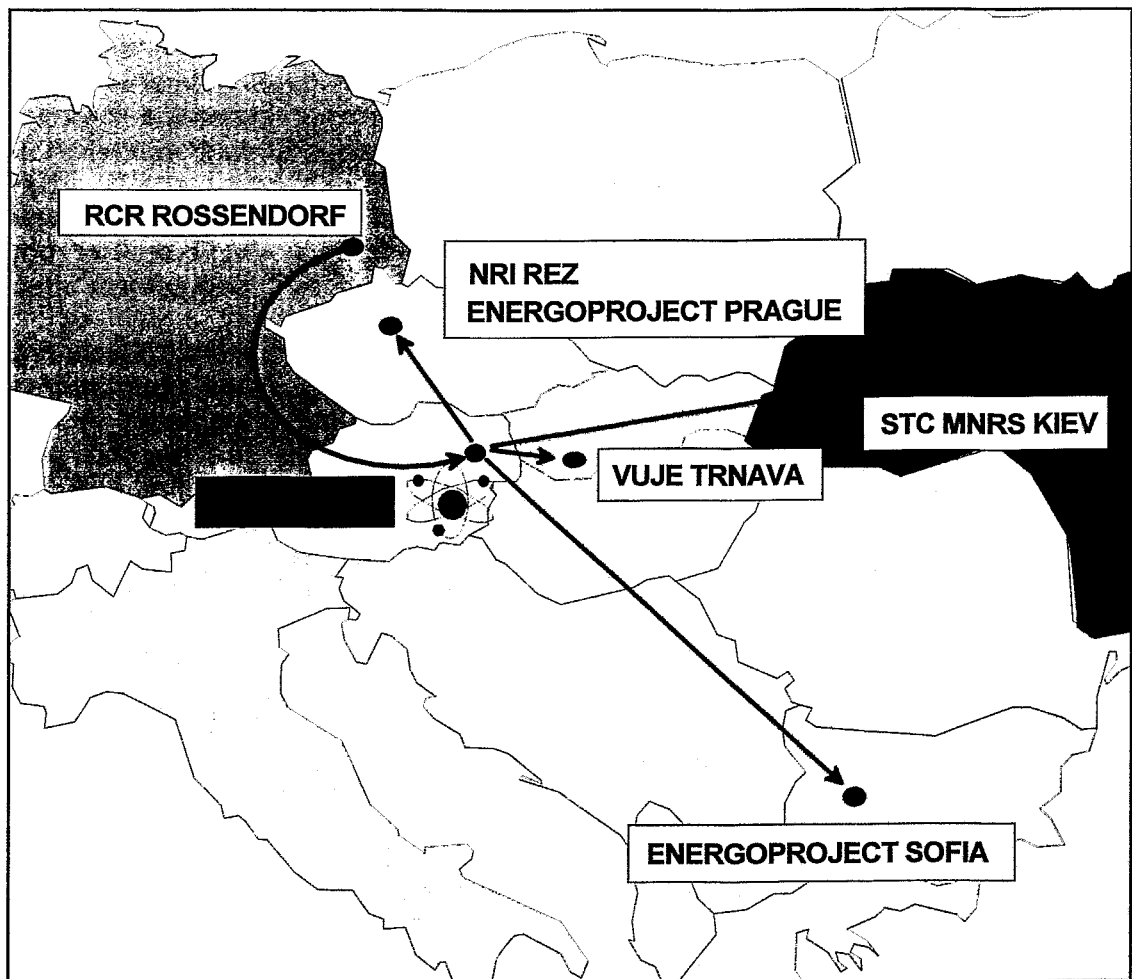 RCR ROSSENDORF
NRI REZ
ENERGOPROJECT PRAGUE
STC MNRS KIEV
VUJE TRNAVA
ENERGOPROJECT SOFIA